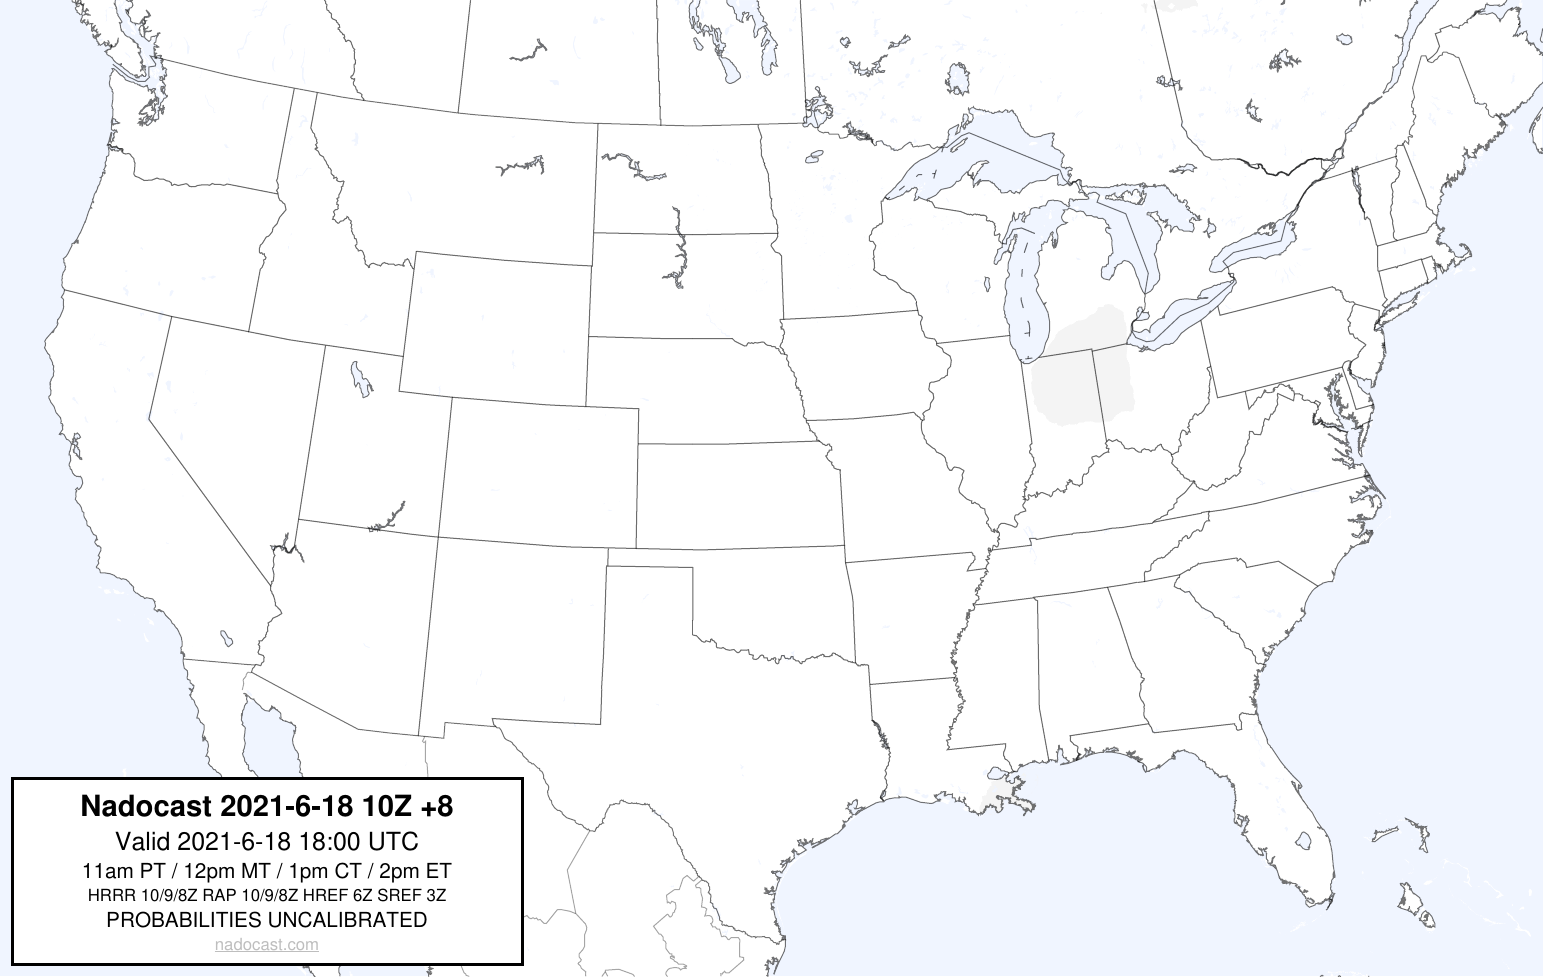 Nadocast 2021-6-18 10Z +8
Valid 2021-6-18 18:00 UTC
11am PT / 12pm MT / 1pm CT / 2pm ET
HRRR 10/9/8Z RAP 10/9/8Z HREF 6Z SREF 3Z
PROBABILITIES UNCALIBRATED
nadocast.com